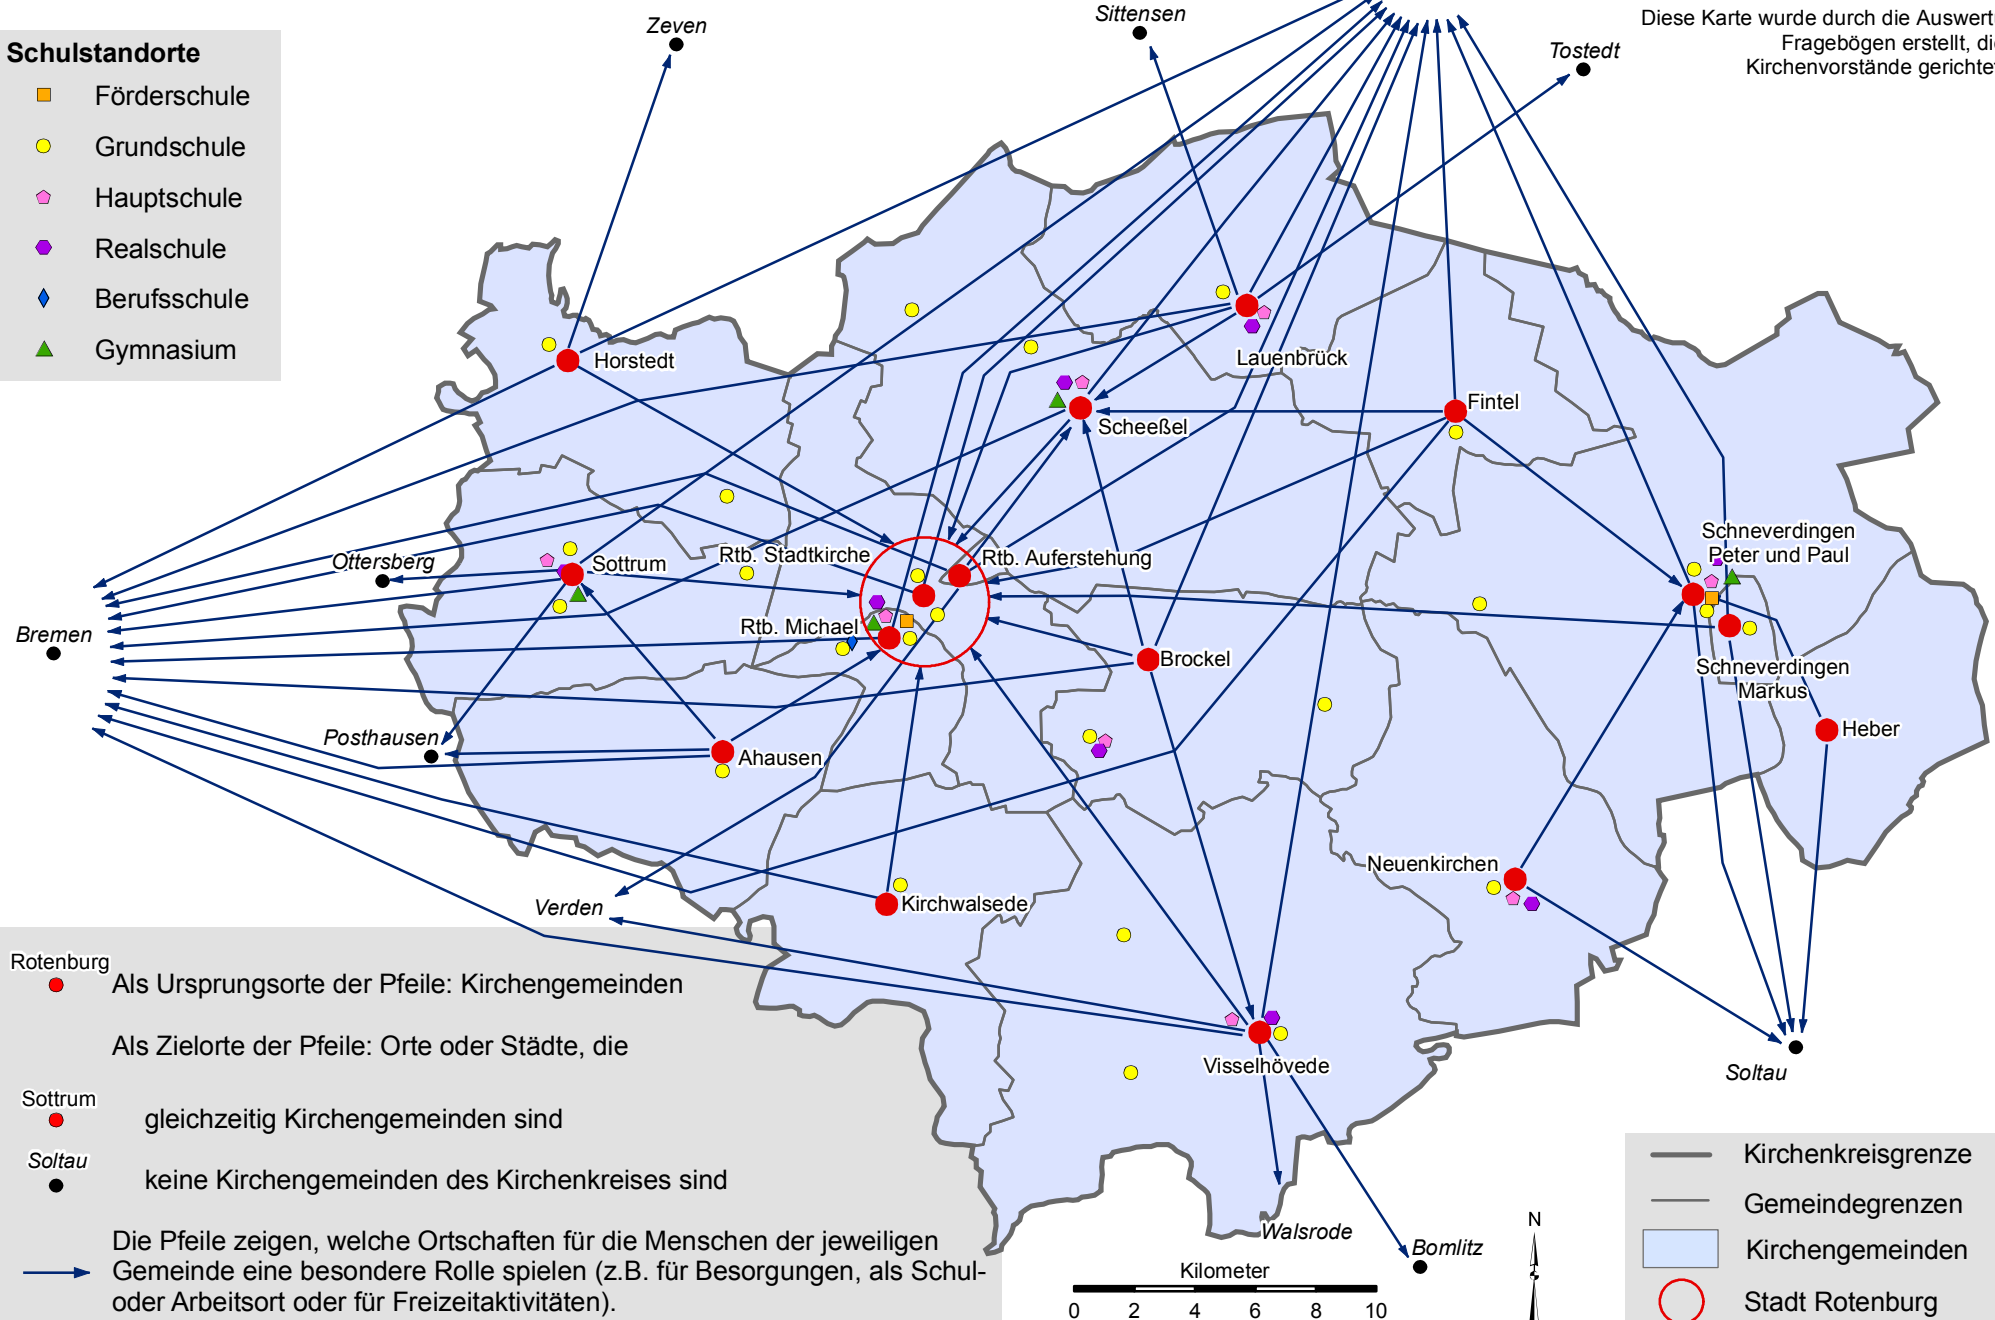 Zeven
Sittensen
Tostedt
Diese Karte wurde durch die Auswert
Fragebögen erstellt, di
Kirchenvorstände gerichte
Schulstandorte
Förderschule
Grundschule
Hauptschule
Realschule
Berufsschule
Gymnasium
Horstedt
Lauenbrück
Scheeßel
Fintel
Ottersberg
Sottrum
Rtb. Stadtkirche
Rtb. Auferstehung
Schneverdingen
Peter und Paul
Bremen
Rtb. Michael
Brockel
Schneverdingen
Markus
Heber
Posthausen
Ahausen
Neuenkirchen
Verden
Kirchwalsede
Visselhövede
Soltau
Walsrode
Bomlitz
Rotenburg
Als Ursprungsorte der Pfeile: Kirchengemeinden
Als Zielorte der Pfeile: Orte oder Städte, die
Sottrum
gleichzeitig Kirchengemeinden sind
Soltau
keine Kirchengemeinden des Kirchenkreises sind
Die Pfeile zeigen, welche Ortschaften für die Menschen der jeweiligen
Gemeinde eine besondere Rolle spielen (z.B. für Besorgungen, als Schul-
oder Arbeitsort oder für Freizeitaktivitäten).
Kilometer
0 2 4 6 8 10
N
Kirchenkreisgrenze
Gemeindegrenzen
Kirchengemeinden
Stadt Rotenburg